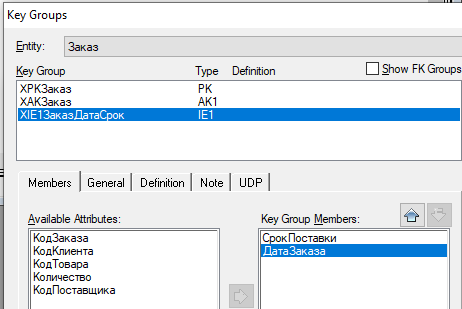 Key Groups
Entity: Заказ
Key Group Type Definition Show FK Groups
XPKЗаказ PK
XAKЗаказ AK1
XIE1ЗаказДатаСрок IE1
Members General Definition Note UDP
Available Attributes: Key Group Members:
КодЗаказа СрокПоставки
КодКлиента ДатаЗаказа
КодТовара
Количество
КодПоставщика